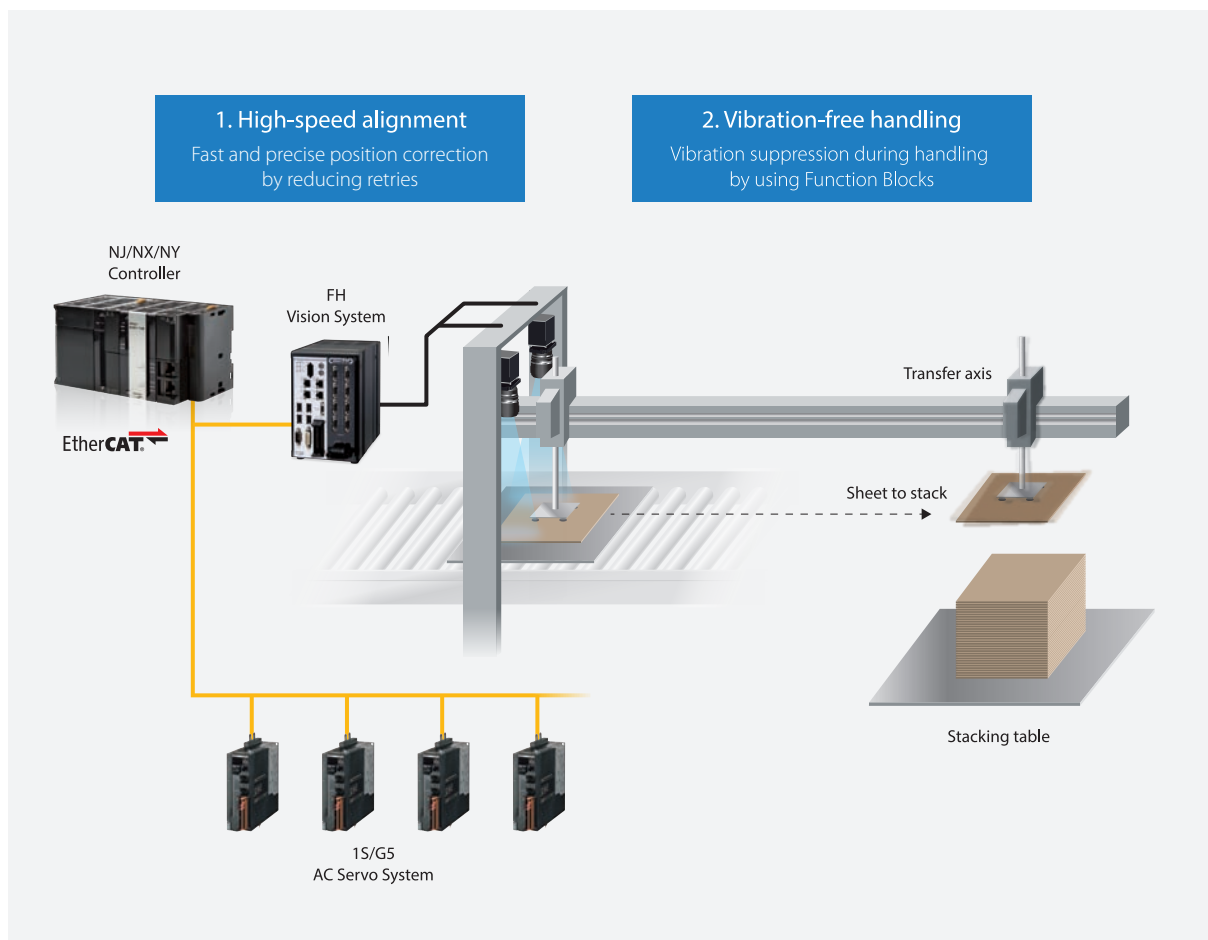 1. High-speed alignment
Fast and precise position correction
by reducing retries
2. Vibration-free handling
Vibration suppression during handling
by using Function Blocks
NJ/NX/NY
Controller
FH
Vision System
EtherCAT®
Transfer axis
Sheet to stack
Stacking table
1S/G5
AC Servo System